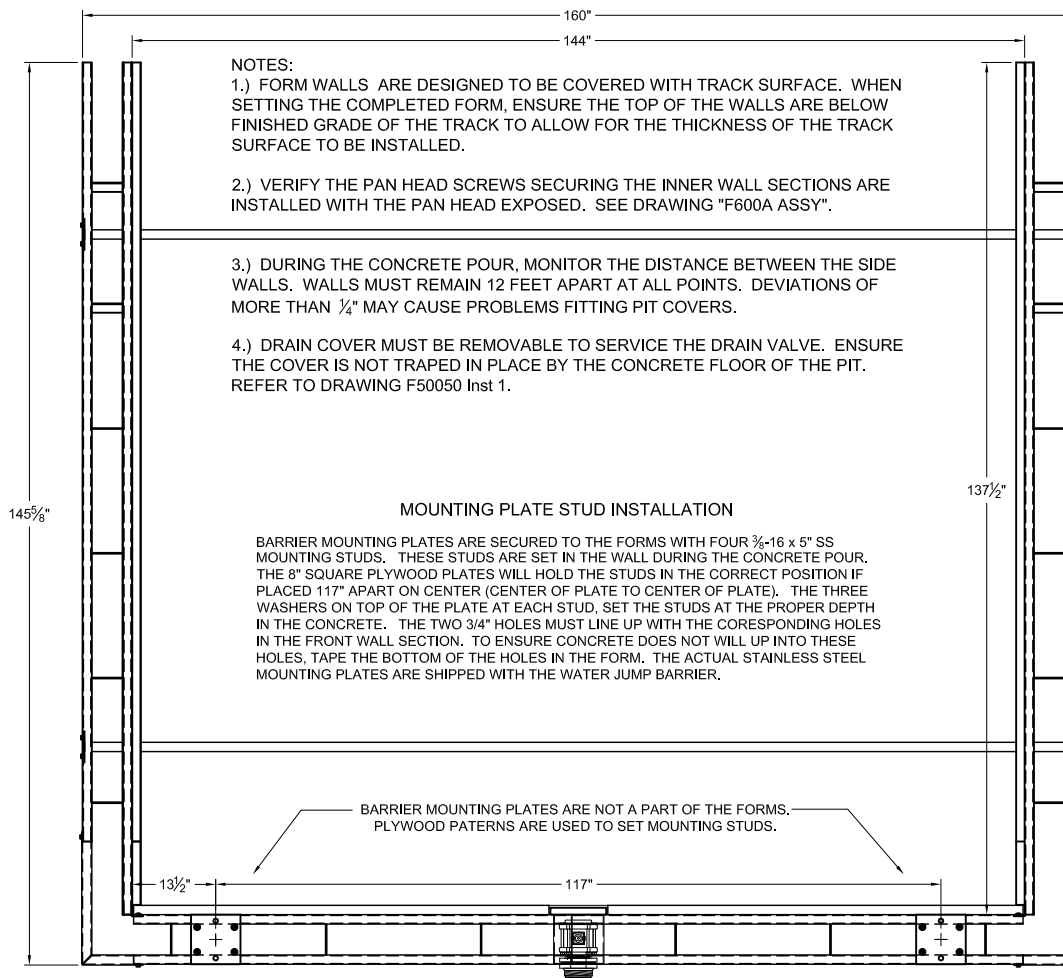 160"
144"
NOTES:
1.) FORM WALLS ARE DESIGNED TO BE COVERED WITH TRACK SURFACE. WHEN
SETTING THE COMPLETED FORM, ENSURE THE TOP OF THE WALLS ARE BELOW
FINISHED GRADE OF THE TRACK TO ALLOW FOR THE THICKNESS OF THE TRACK
SURFACE TO BE INSTALLED.
2.) VERIFY THE PAN HEAD SCREWS SECURING THE INNER WALL SECTIONS ARE
INSTALLED WITH THE PAN HEAD EXPOSED. SEE DRAWING "F600A ASSY".
3.) DURING THE CONCRETE POUR, MONITOR THE DISTANCE BETWEEN THE SIDE
WALLS. WALLS MUST REMAIN 12 FEET APART AT ALL POINTS. DEVIATIONS OF
MORE THAN 1/4" MAY CAUSE PROBLEMS FITTING PIT COVERS.
4.) DRAIN COVER MUST BE REMOVABLE TO SERVICE THE DRAIN VALVE. ENSURE
THE COVER IS NOT TRAPED IN PLACE BY THE CONCRETE FLOOR OF THE PIT.
REFER TO DRAWING F50050 Inst 1.
145 5/8"
137 1/2"
MOUNTING PLATE STUD INSTALLATION
BARRIER MOUNTING PLATES ARE SECURED TO THE FORMS WITH FOUR 3/8-16 x 5" SS
MOUNTING STUDS. THESE STUDS ARE SET IN THE WALL DURING THE CONCRETE POUR.
THE 8" SQUARE PLYWOOD PLATES WILL HOLD THE STUDS IN THE CORRECT POSITION IF
PLACED 117" APART ON CENTER (CENTER OF PLATE TO CENTER OF PLATE). THE THREE
WASHERS ON TOP OF THE PLATE AT EACH STUD, SET THE STUDS AT THE PROPER DEPTH
IN THE CONCRETE. THE TWO 3/4" HOLES MUST LINE UP WITH THE CORESPONDING HOLES
IN THE FRONT WALL SECTION. TO ENSURE CONCRETE DOES NOT WILL UP INTO THESE
HOLES, TAPE THE BOTTOM OF THE HOLES IN THE FORM. THE ACTUAL STAINLESS STEEL
MOUNTING PLATES ARE SHIPPED WITH THE WATER JUMP BARRIER.
BARRIER MOUNTING PLATES ARE NOT A PART OF THE FORMS.
PLYWOOD PATERNS ARE USED TO SET MOUNTING STUDS.
13 1/2"
117"